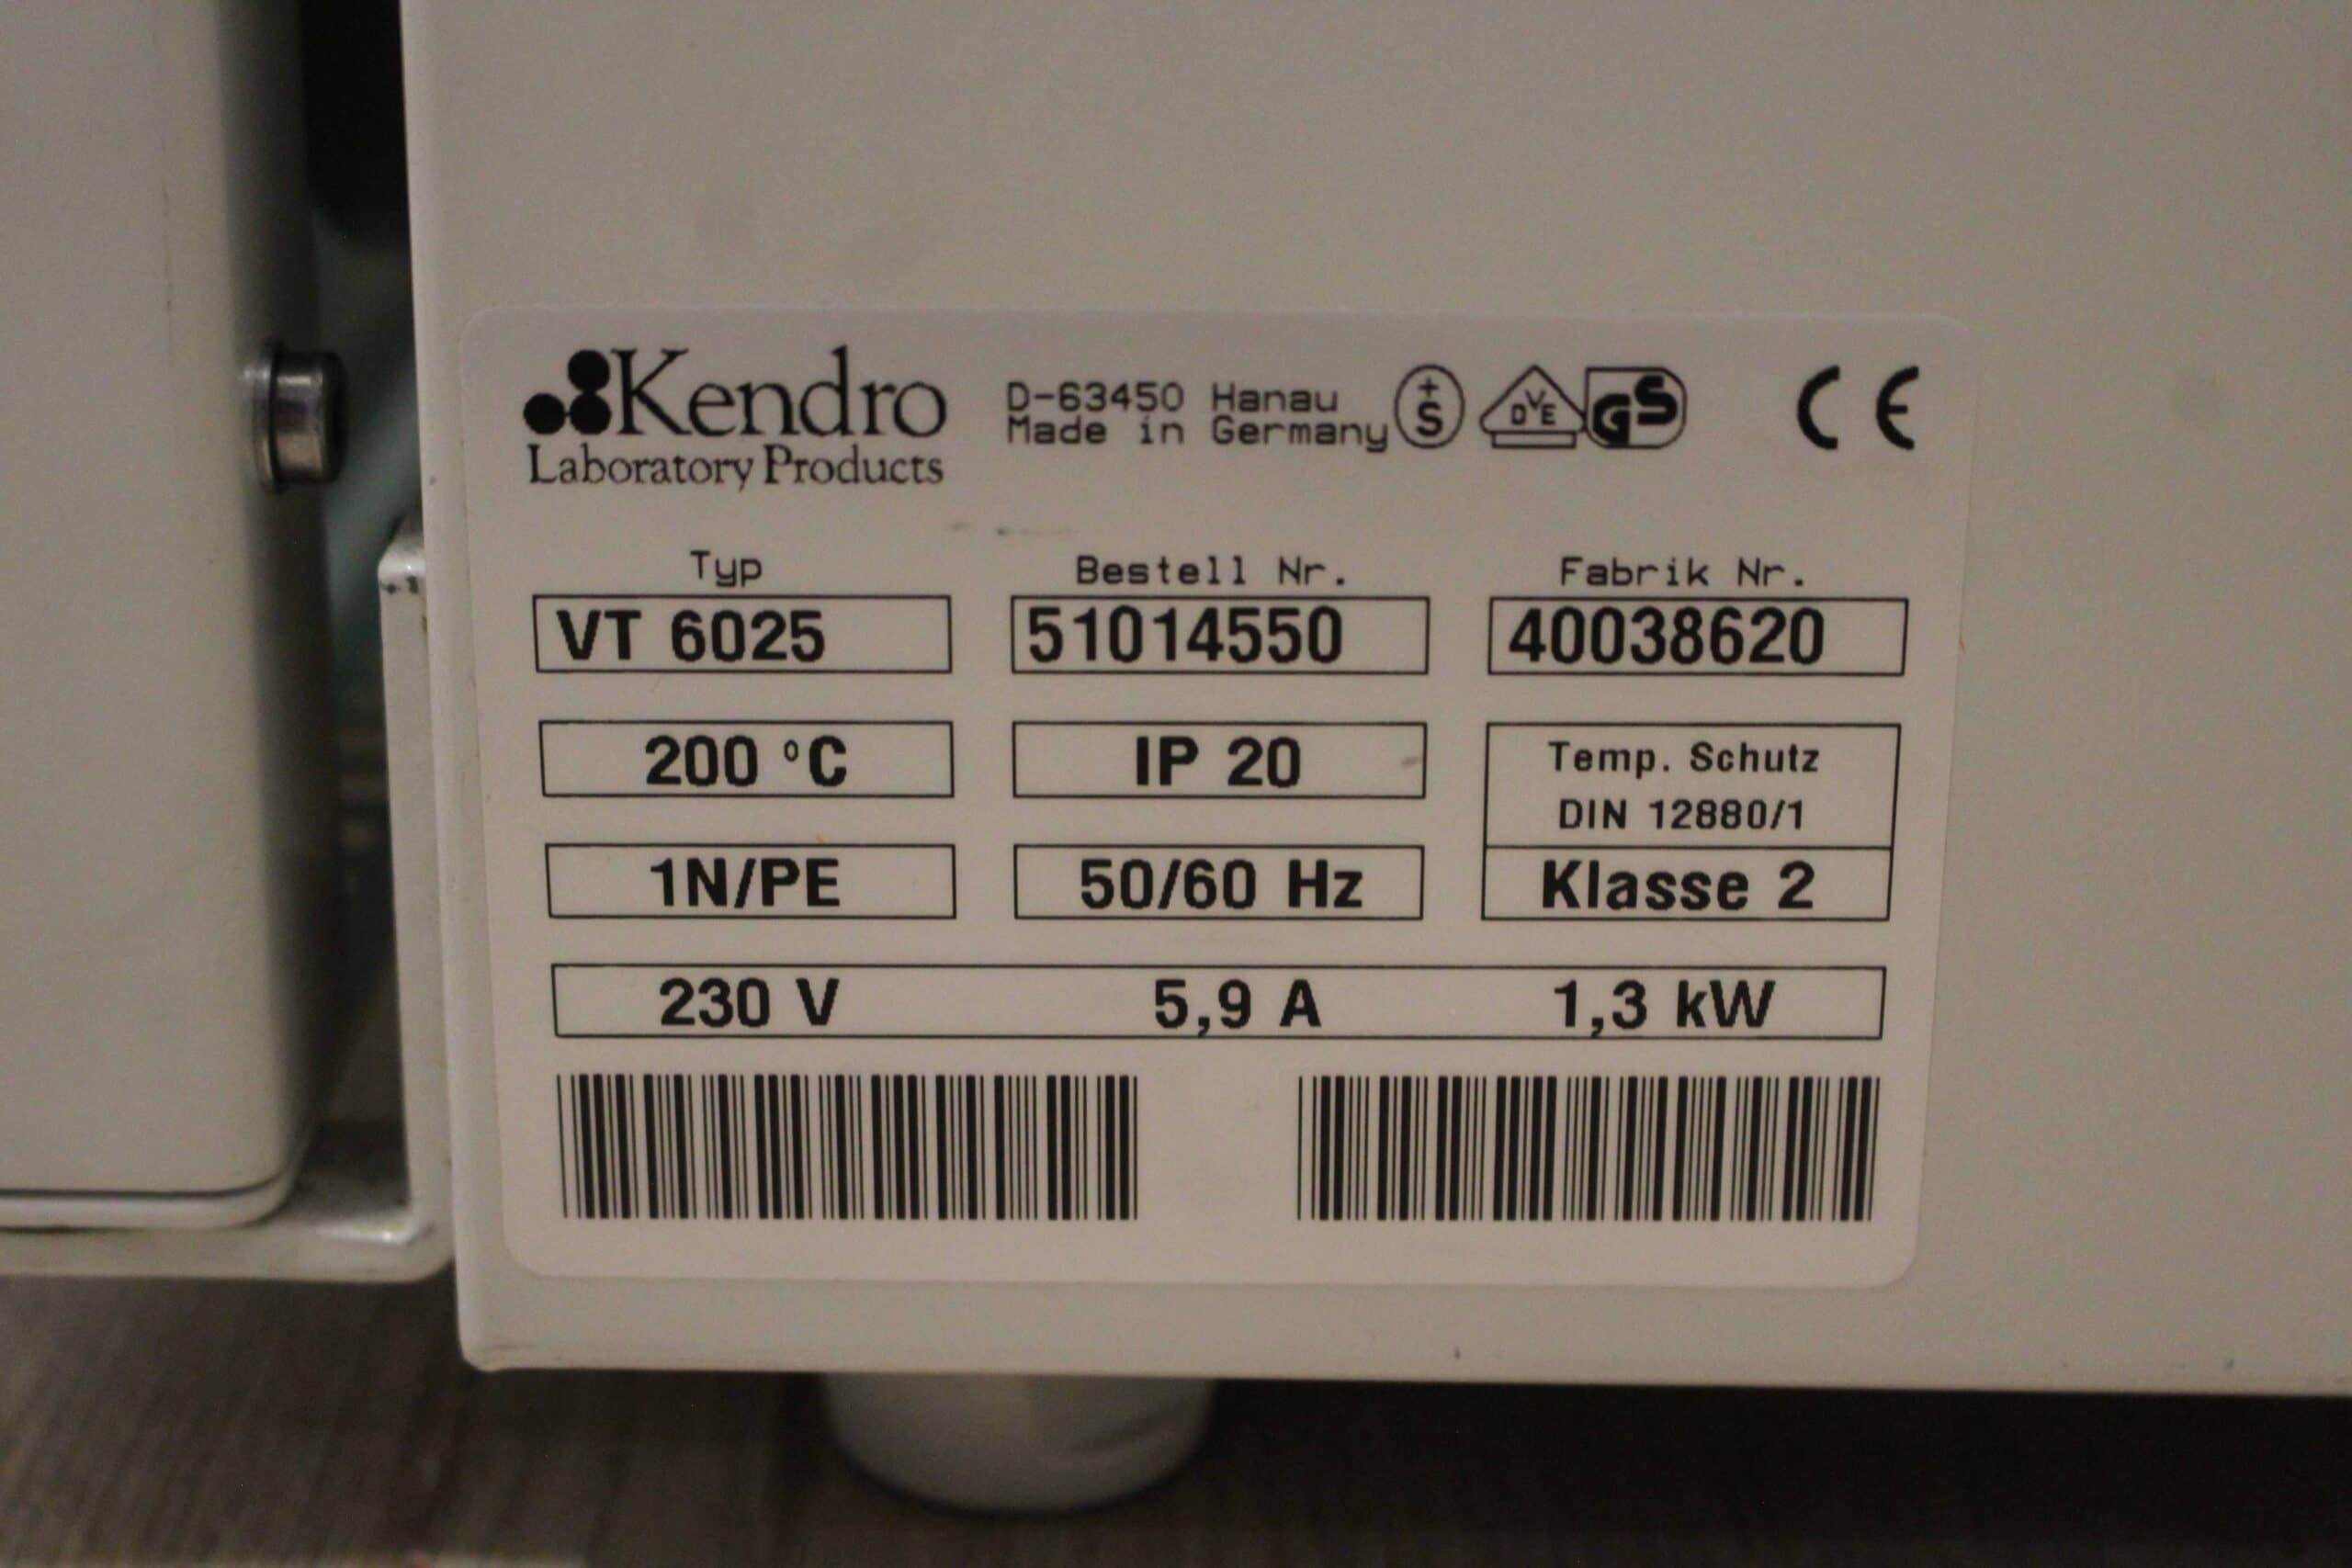 Kendro
Laboratory Products
D-63450 Hanau
Made in Germany
+S
DVE
GS
CE
Typ Bestell Nr. Fabrik Nr.
VT 6025 51014550 40038620
200 °C IP 20 Temp. Schutz
DIN 12880/1
1N/PE 50/60 Hz Klasse 2
230 V 5,9 A 1,3 kW